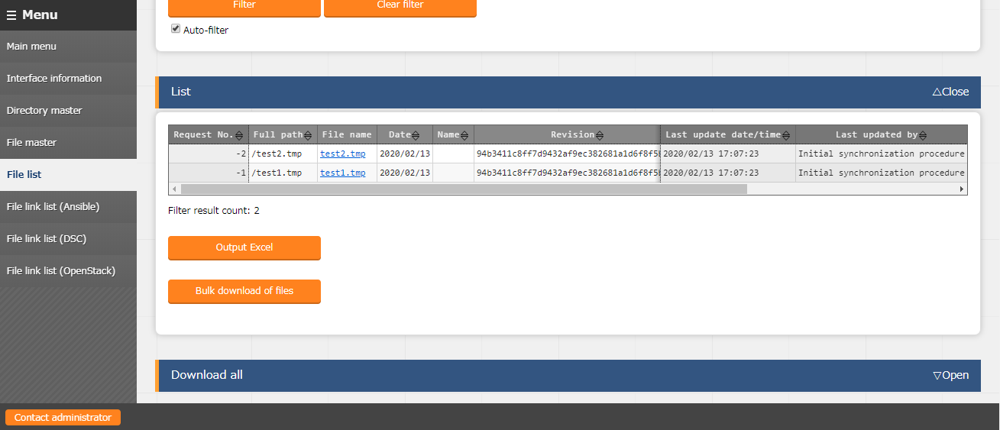 ☰ Menu
Main menu
Interface information
Directory master
File master
File list
File link list (Ansible)
File link list (DSC)
File link list (OpenStack)
Filter Clear filter
Auto-filter
List △Close
Request No. Full path File name Date Name Revision Last update date/time Last updated by
-2 /test2.tmp test2.tmp 2020/02/13 94b3411c8ff7d9432af9ec382681a1d6f8f5 2020/02/13 17:07:23 Initial synchronization procedure
-1 /test1.tmp test1.tmp 2020/02/13 94b3411c8ff7d9432af9ec382681a1d6f8f5 2020/02/13 17:07:23 Initial synchronization procedure
Filter result count: 2
Output Excel
Bulk download of files
Download all ▽Open
Contact administrator